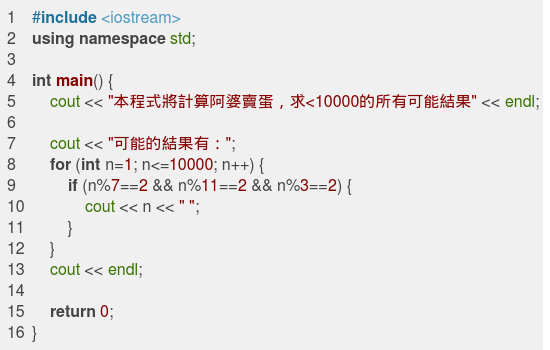 1 #include <iostream>
2 using namespace std;
3
4 int main() {
5     cout << "本程式將計算阿婆賣蛋，求<10000的所有可能結果" << endl;
6
7     cout << "可能的結果有：";
8     for (int n=1; n<=10000; n++) {
9         if (n%7==2 && n%11==2 && n%3==2) {
10             cout << n << " ";
11         }
12     }
13     cout << endl;
14
15     return 0;
16 }